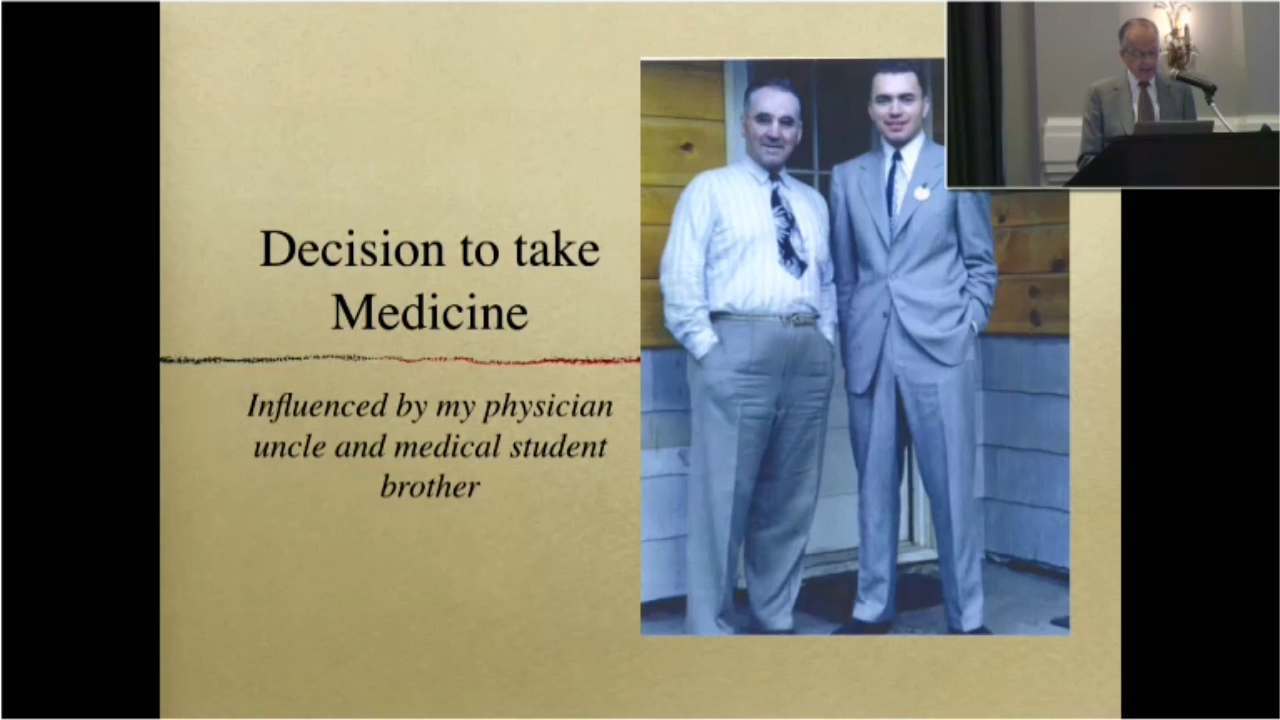 Decision to take
Medicine
Influenced by my physician
uncle and medical student
brother